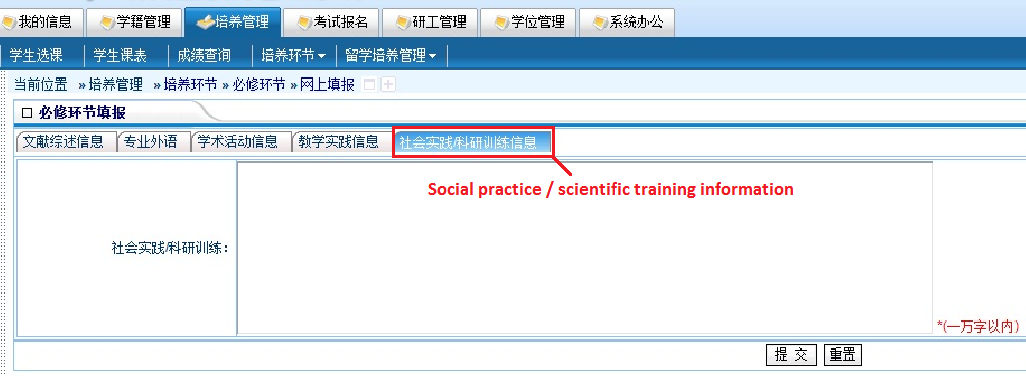 我的信息 学籍管理 培养管理 考试报名 研工管理 学位管理 系统办公
学生选课 学生课表 成绩查询 培养环节 留学培养管理
当前位置 »培养管理 »培养环节»必修环节»网上填报
必修环节填报
文献综述信息 专业外语 学术活动信息 教学实践信息 社会实践/科研训练信息
Social practice / scientific training information
社会实践/科研训练：
*(一万字以内)
提 交 重置